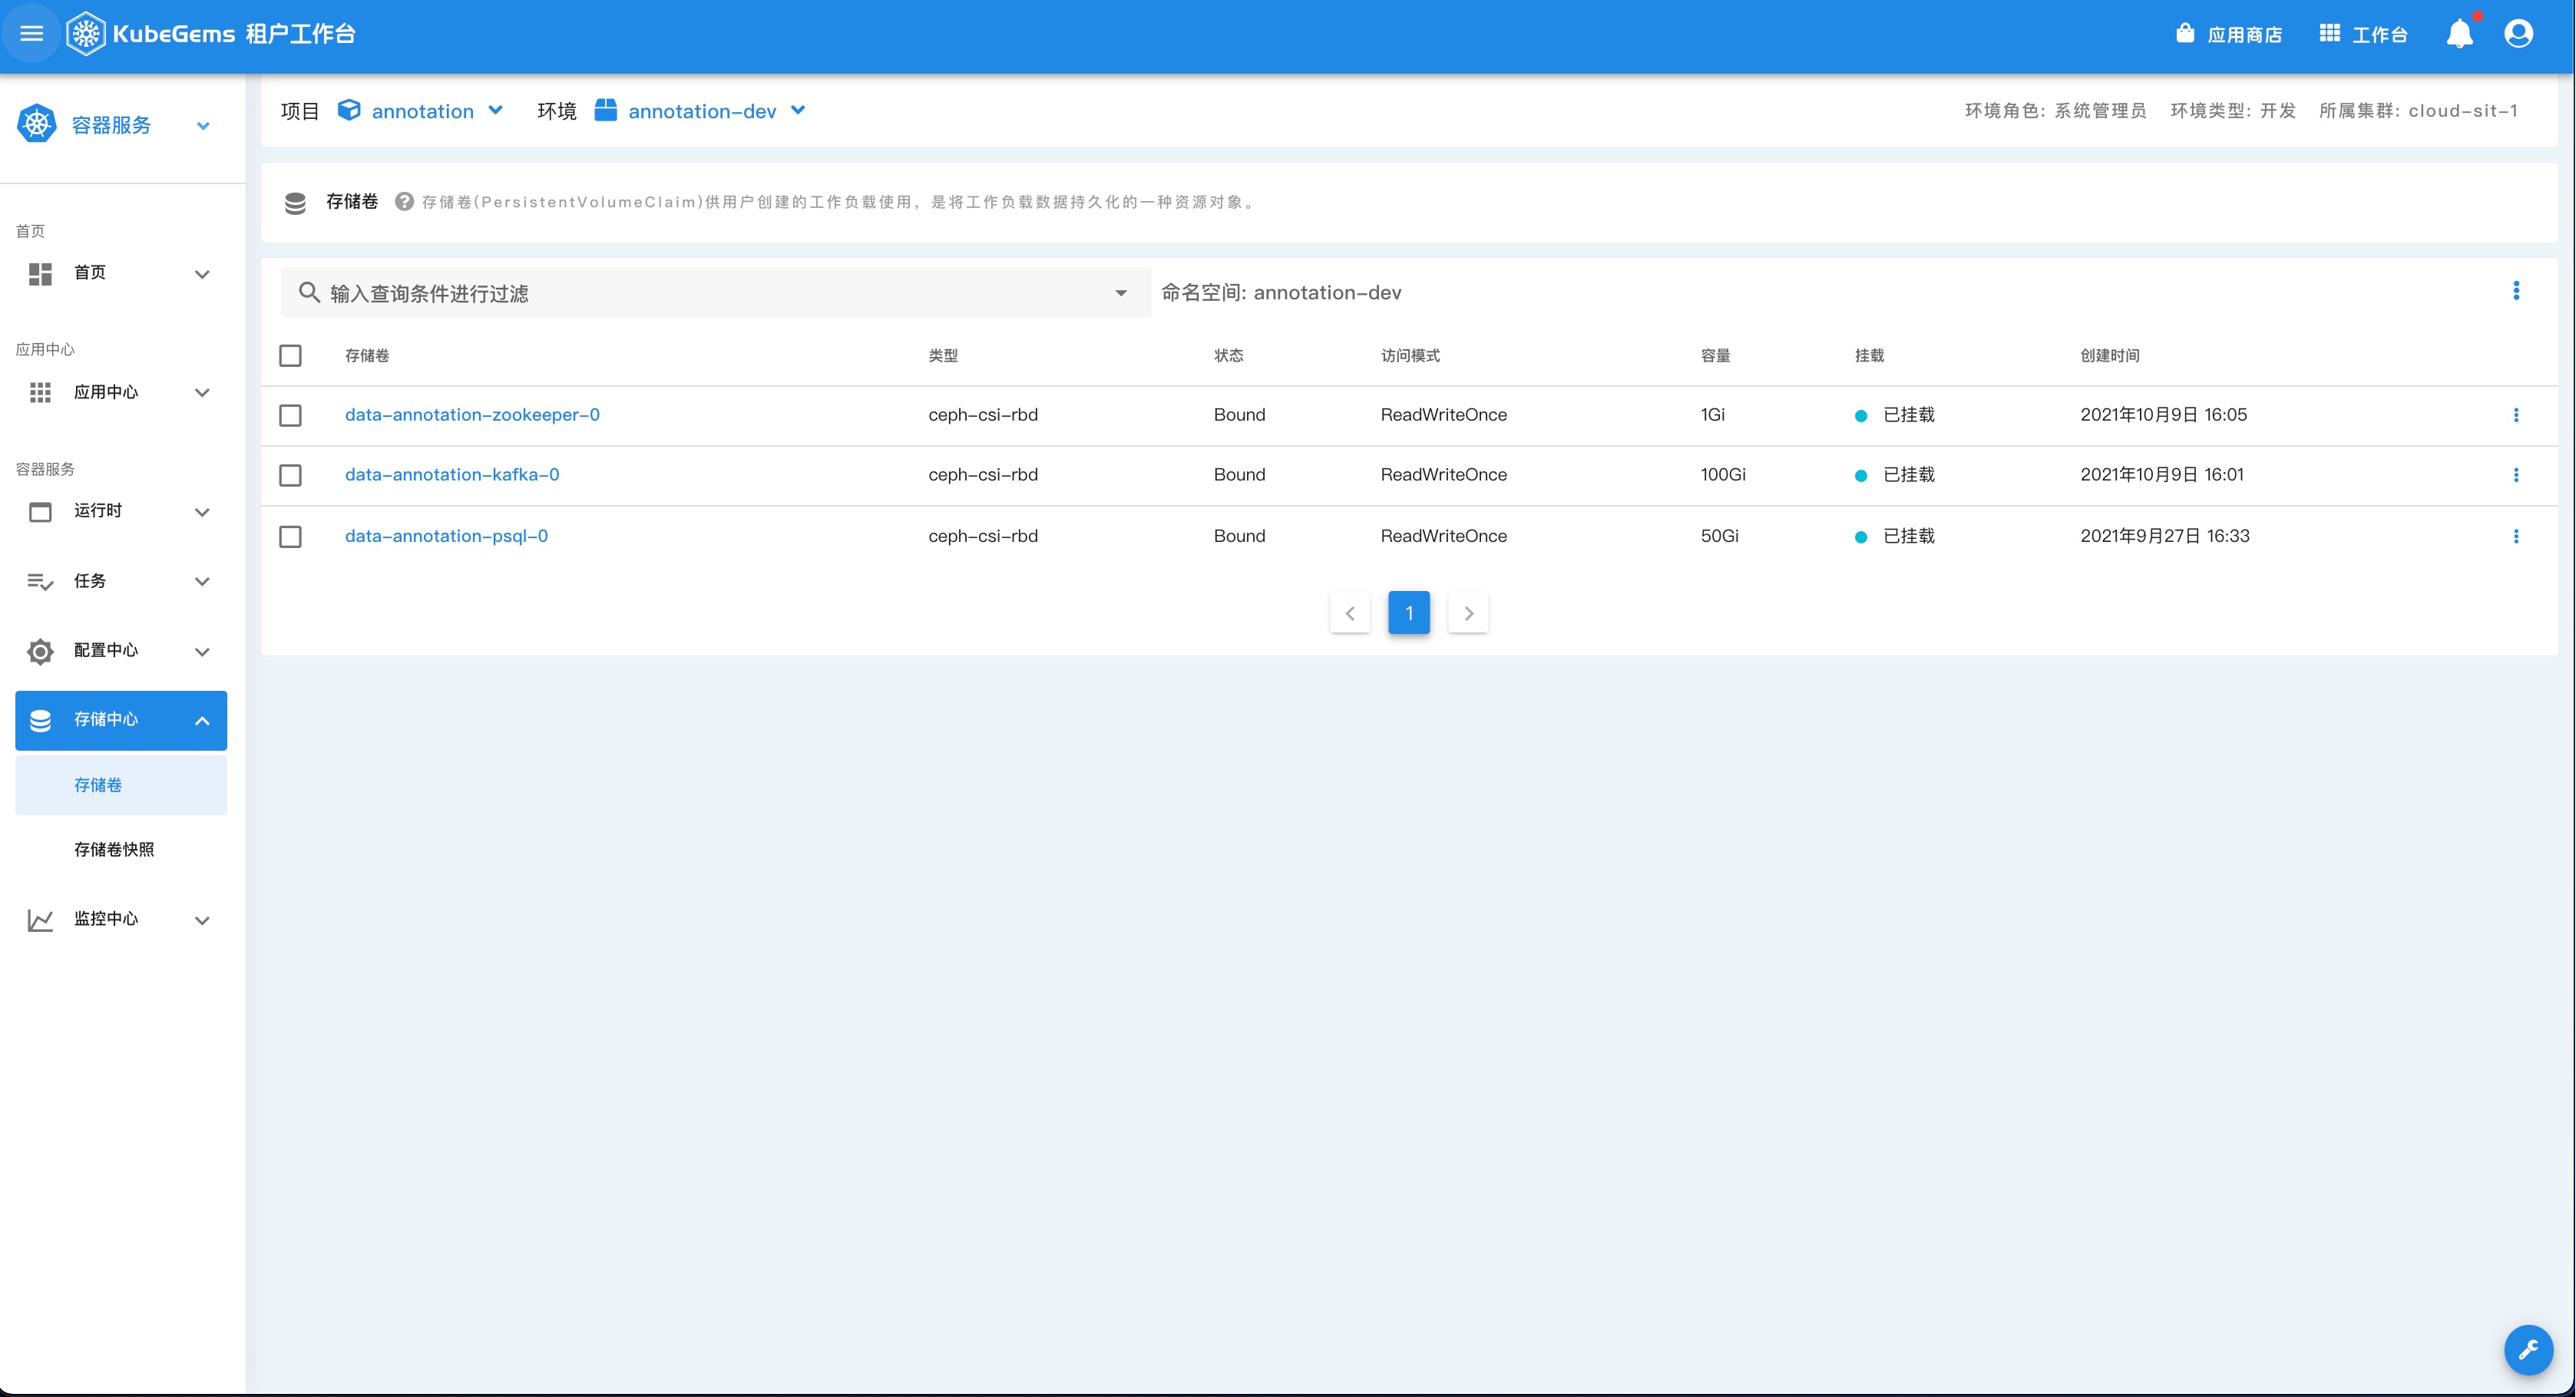 KubeGems 租户工作台
应用商店
工作台
容器服务
项目 annotation 环境 annotation-dev
环境角色: 系统管理员 环境类型: 开发 所属集群: cloud-sit-1
存储卷 存储卷(PersistentVolumeClaim)供用户创建的工作负载使用，是将工作负载数据持久化的一种资源对象。
首页
首页
应用中心
应用中心
容器服务
运行时
任务
配置中心
存储中心
存储卷
存储卷快照
监控中心
输入查询条件进行过滤 命名空间: annotation-dev
存储卷 类型 状态 访问模式 容量 挂载 创建时间
data-annotation-zookeeper-0 ceph-csi-rbd Bound ReadWriteOnce 1Gi 已挂载 2021年10月9日 16:05
data-annotation-kafka-0 ceph-csi-rbd Bound ReadWriteOnce 100Gi 已挂载 2021年10月9日 16:01
data-annotation-psql-0 ceph-csi-rbd Bound ReadWriteOnce 50Gi 已挂载 2021年9月27日 16:33
1